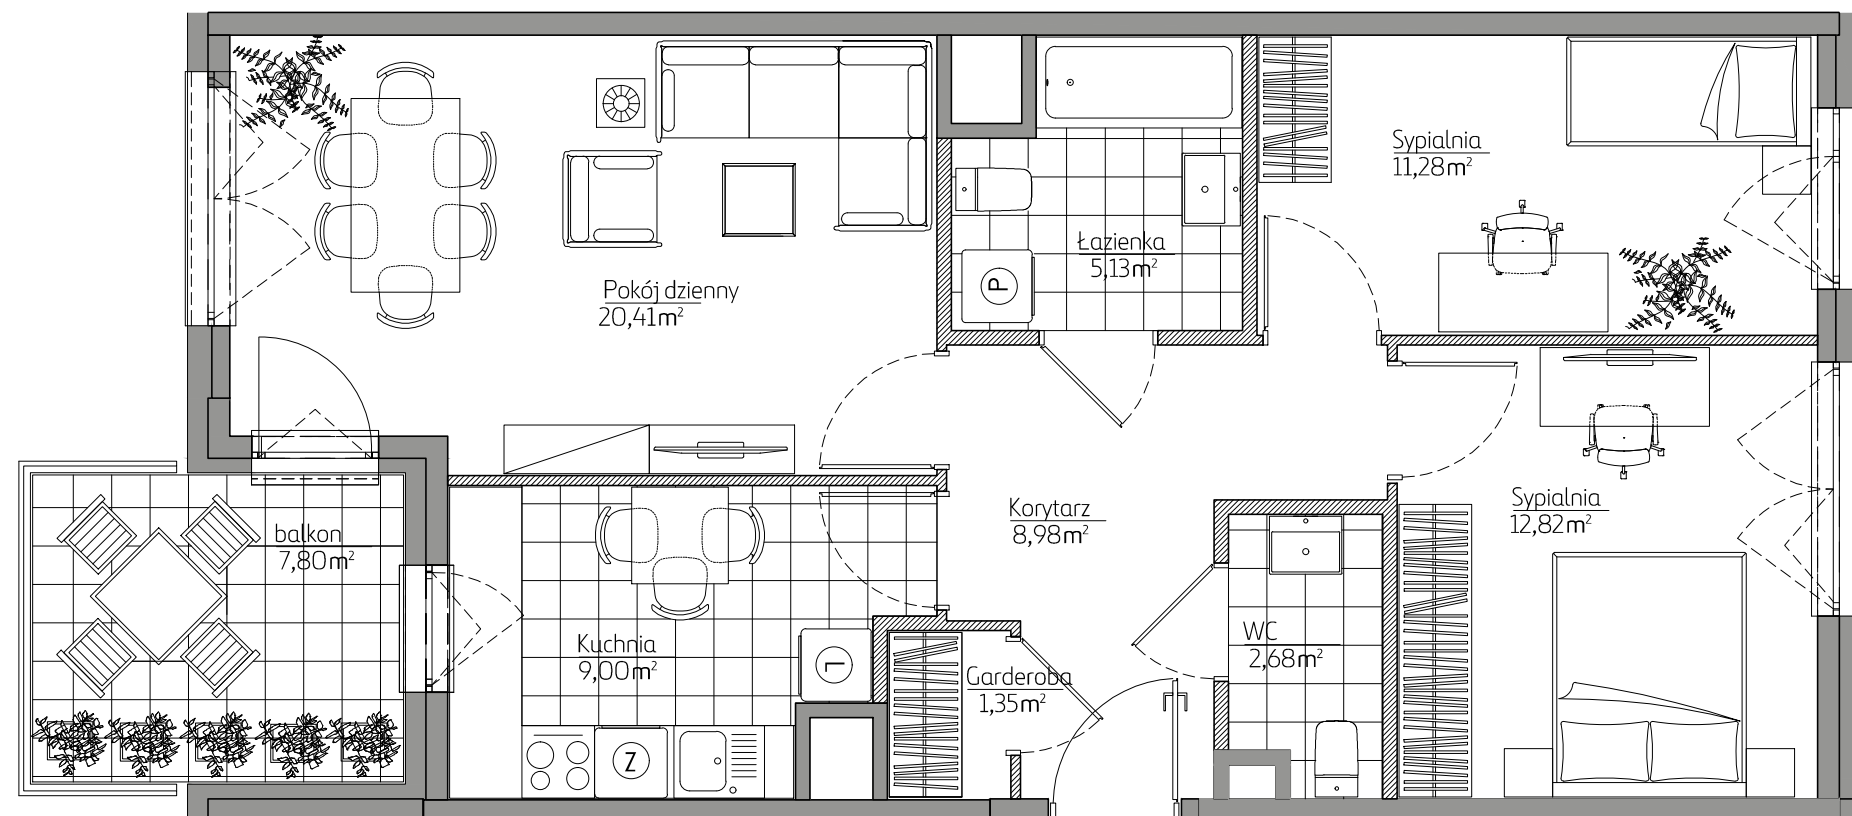 Sypialnia
11,28m²
Łazienka
5,13m²
P
Pokój dzienny
20,41m²
Sypialnia
12,82m²
Korytarz
8,98m²
balkon
7,80m²
WC
2,68m²
Kuchnia
9,00m²
L
Garderoba
1,35m²
Z